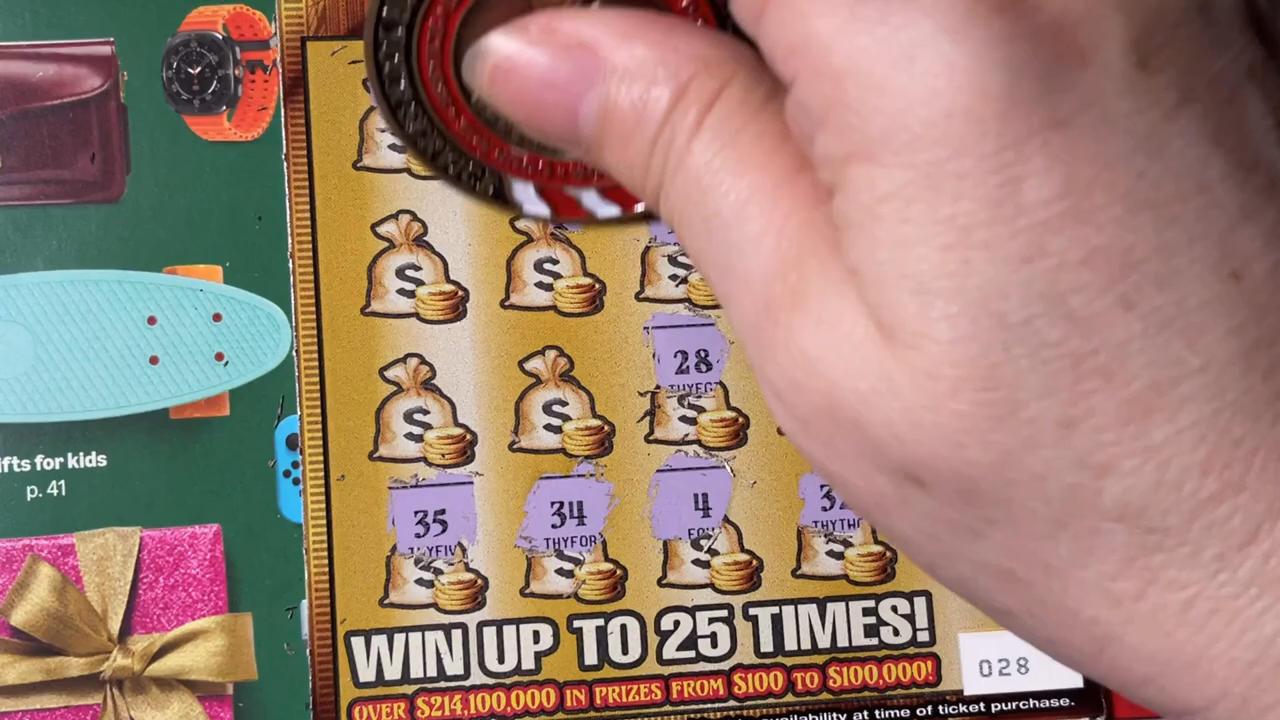 28
35
34
THYFOR
4
WIN UP TO 25 TIMES!
OVER $214,100,000 IN PRIZES FROM $100 TO $100,000!
028
availability at time of ticket purchase.
ifts for kids
p. 41